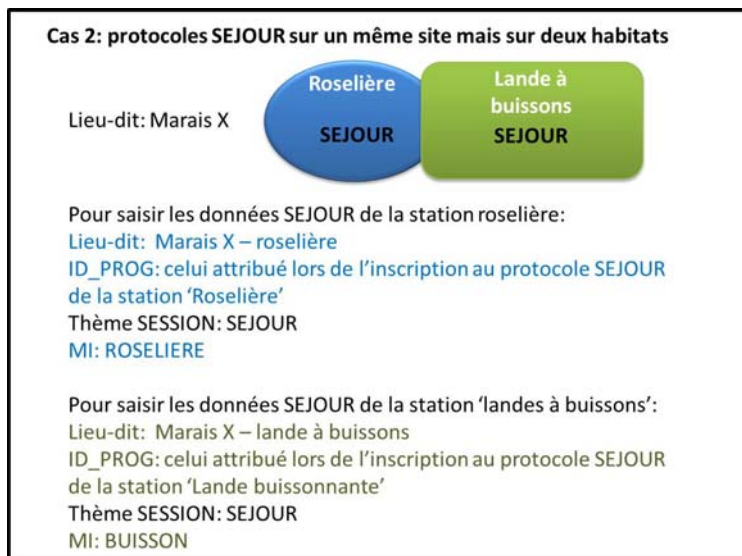 Cas 2: protocoles SEJOUR sur un même site mais sur deux habitats
Roselière
Lande à
buissons
Lieu-dit: Marais X
SEJOUR
SEJOUR
Pour saisir les données SEJOUR de la station roselière:
Lieu-dit: Marais X – roselière
ID_PROG: celui attribué lors de l’inscription au protocole SEJOUR
de la station ‘Roselière’
Thème SESSION: SEJOUR
MI: ROSELIERE
Pour saisir les données SEJOUR de la station ‘landes à buissons’:
Lieu-dit: Marais X – lande à buissons
ID_PROG: celui attribué lors de l’inscription au protocole SEJOUR
de la station ‘Lande buissonnante’
Thème SESSION: SEJOUR
MI: BUISSON